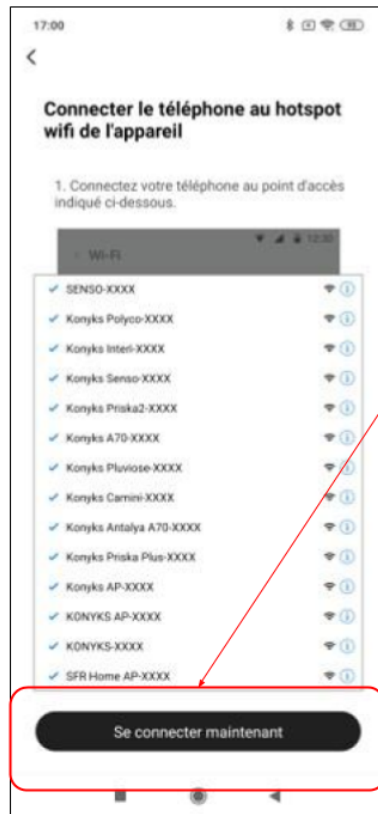 17:00
Connecter le téléphone au hotspot
wifi de l'appareil
1. Connectez votre téléphone au point d'accès
indiqué ci-dessous.
12:30
Wi-Fi
SENSO-XXXX
Konyks Polyco-XXXX
Konyks Interi-XXXX
Konyks Senso-XXXX
Konyks Priska2-XXXX
Konyks A70-XXXX
Konyks Pluviose-XXXX
Konyks Camini-XXXX
Konyks Antalya A70-XXXX
Konyks Priska Plus-XXXX
Konyks AP-XXXX
KONYKS AP-XXXX
KONYKS-XXXX
SFR Home AP-XXXX
Se connecter maintenant